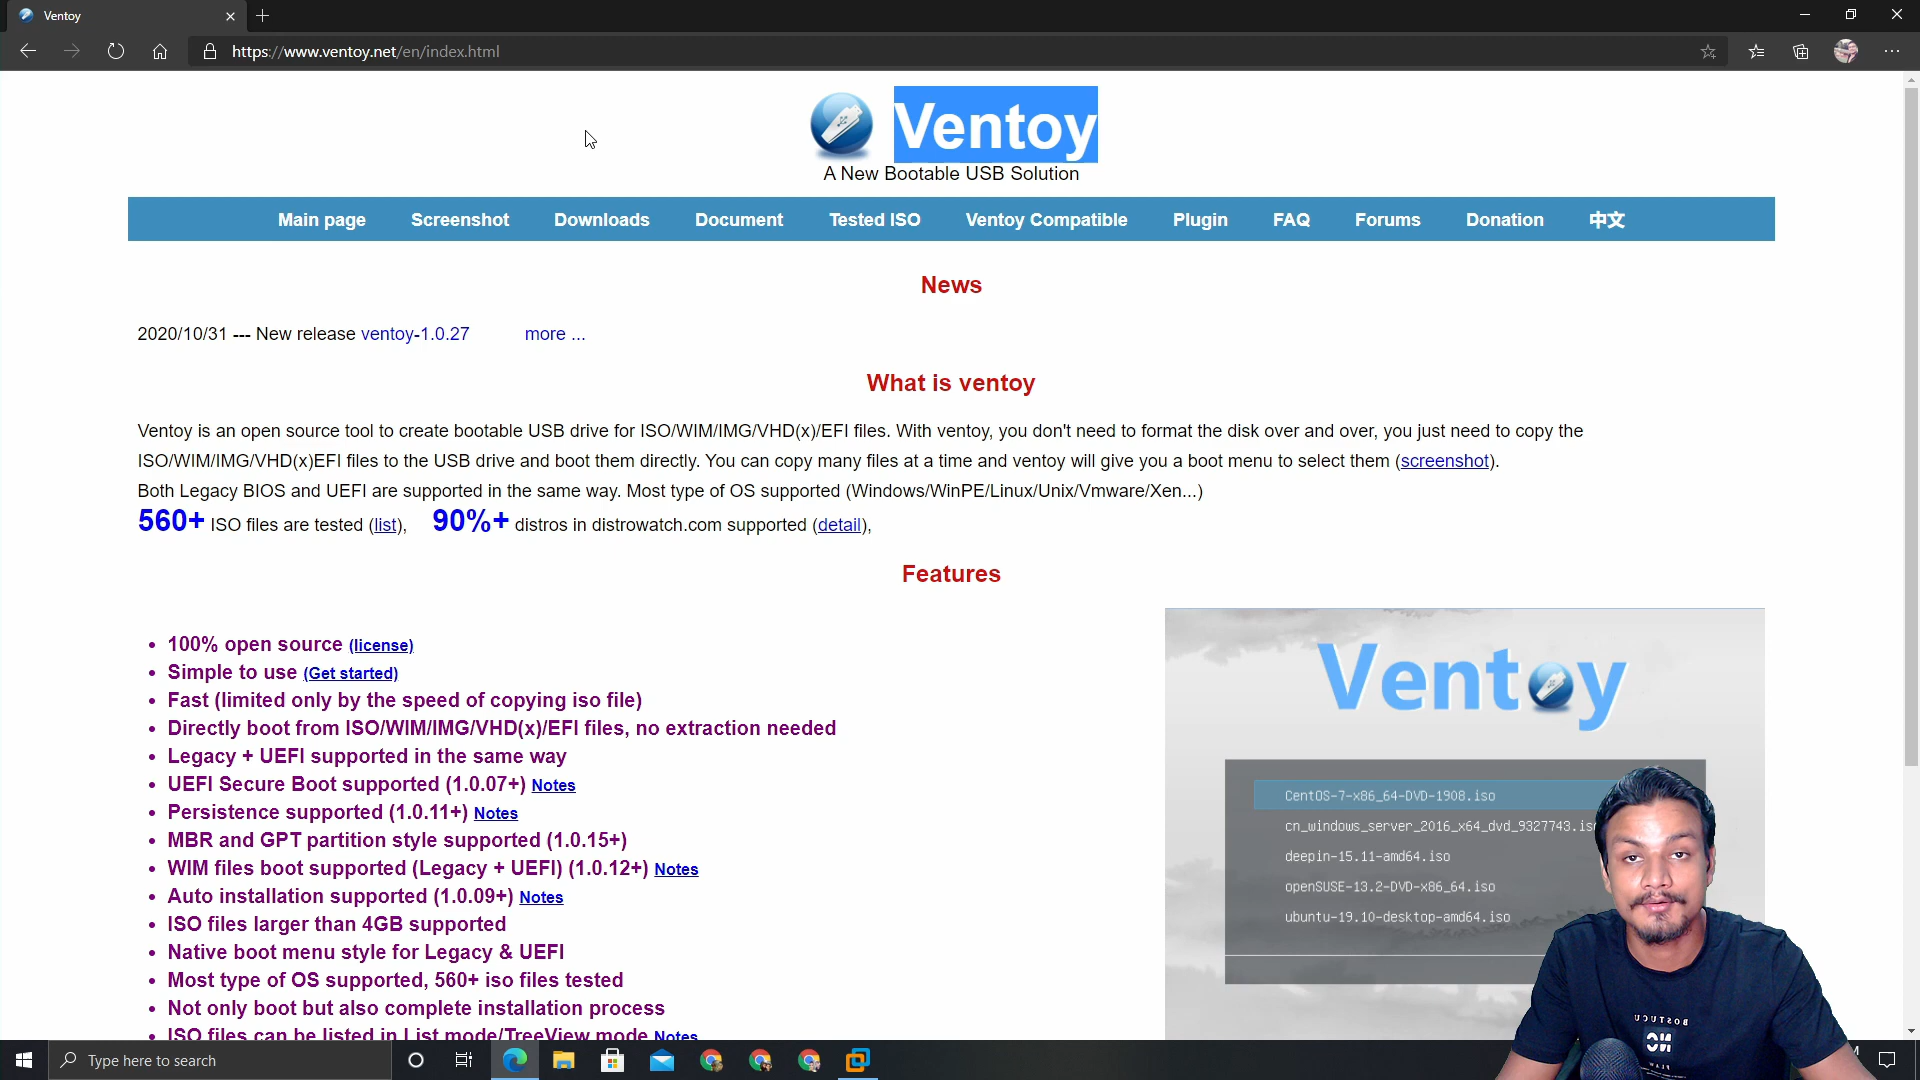 Ventoy
https://www.ventoy.net/en/index.html
Ventoy
A New Bootable USB Solution
Main page Screenshot Downloads Document Tested ISO Ventoy Compatible Plugin FAQ Forums Donation 中文
News
2020/10/31 --- New release ventoy-1.0.27 more ...
What is ventoy
Ventoy is an open source tool to create bootable USB drive for ISO/WIM/IMG/VHD(x)/EFI files. With ventoy, you don't need to format the disk over and over, you just need to copy the
ISO/WIM/IMG/VHD(x)EFI files to the USB drive and boot them directly. You can copy many files at a time and ventoy will give you a boot menu to select them (screenshot).
Both Legacy BIOS and UEFI are supported in the same way. Most type of OS supported (Windows/WinPE/Linux/Unix/Vmware/Xen...)
560+ ISO files are tested (list), 90%+ distros in distrowatch.com supported (detail),
Features
• 100% open source (license)
• Simple to use (Get started)
• Fast (limited only by the speed of copying iso file)
• Directly boot from ISO/WIM/IMG/VHD(x)/EFI files, no extraction needed
• Legacy + UEFI supported in the same way
• UEFI Secure Boot supported (1.0.07+) Notes
• Persistence supported (1.0.11+) Notes
• MBR and GPT partition style supported (1.0.15+)
• WIM files boot supported (Legacy + UEFI) (1.0.12+) Notes
• Auto installation supported (1.0.09+) Notes
• ISO files larger than 4GB supported
• Native boot menu style for Legacy & UEFI
• Most type of OS supported, 560+ iso files tested
• Not only boot but also complete installation process
• ISO files can be listed in List mode/TreeView mode Notes
Ventoy
CentOS-7-x86_64-DVD-1908.iso
cn_windows_server_2016_x64_dvd_9327743.iso
deepin-15.11-amd64.iso
openSUSE-13.2-DVD-x86_64.iso
ubuntu-19.10-desktop-amd64.iso
Type here to search